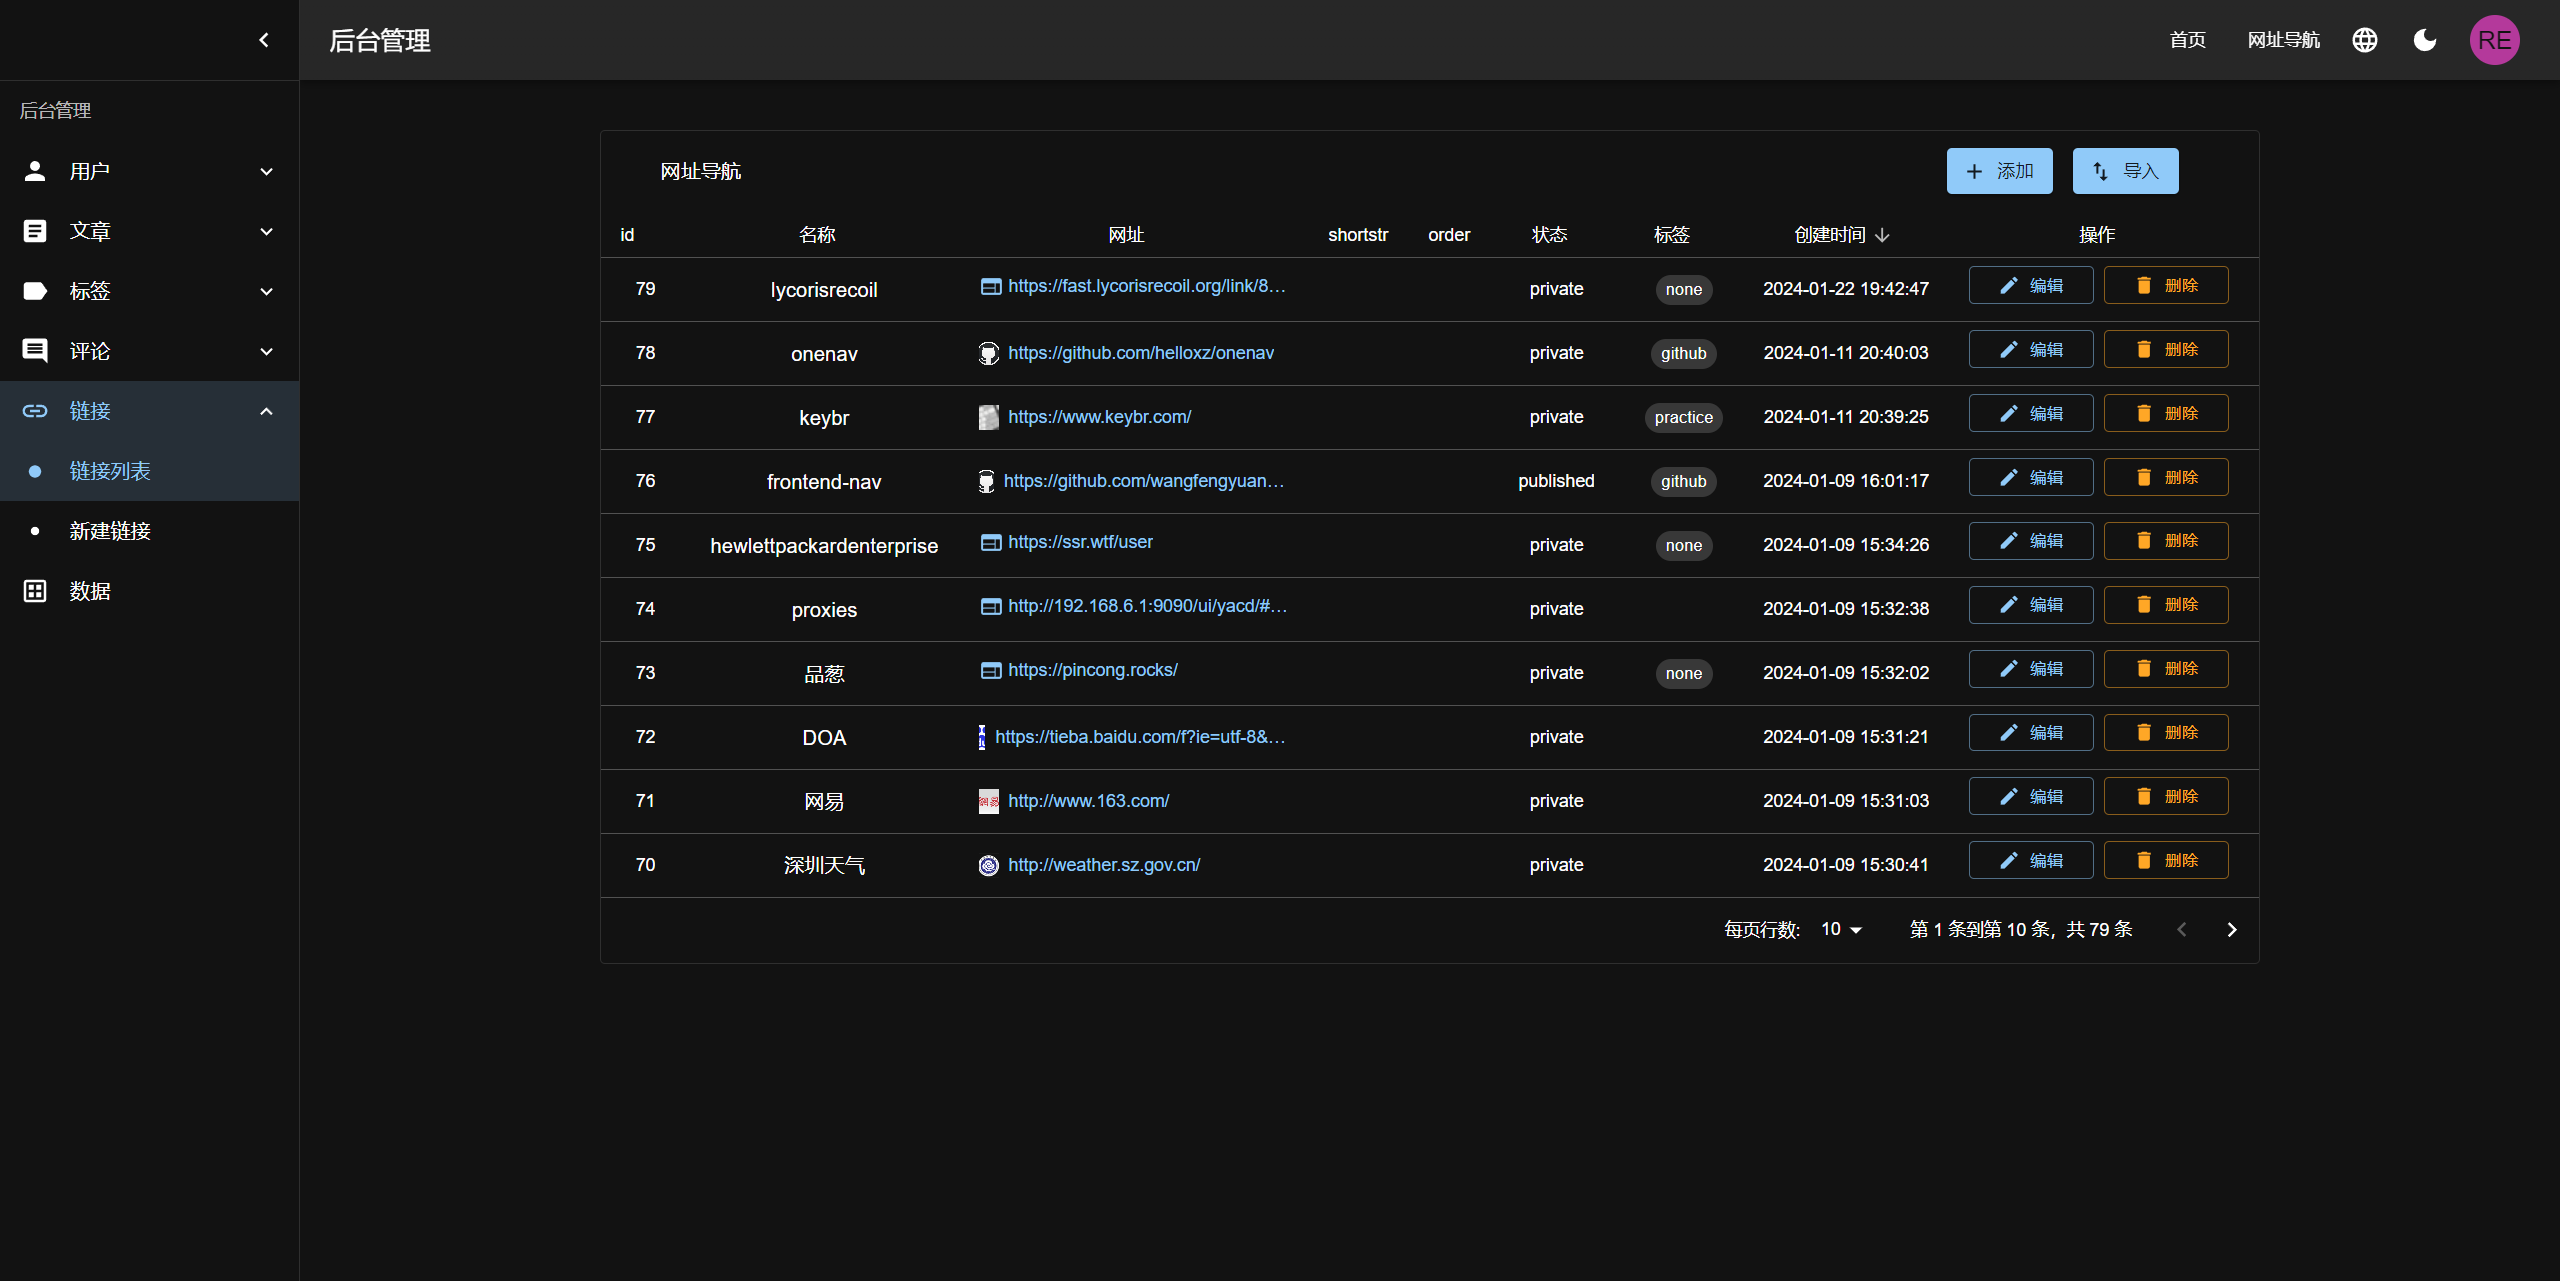 后台管理
首页 网址导航 RE
后台管理
用户
文章
标签
评论
链接
链接列表
新建链接
数据
网址导航
添加 导入
id 名称 网址 shortstr order 状态 标签 创建时间 操作
79 lycorisrecoil https://fast.lycorisrecoil.org/link/8… private none 2024-01-22 19:42:47 编辑 删除
78 onenav https://github.com/helloxz/onenav private github 2024-01-11 20:40:03 编辑 删除
77 keybr https://www.keybr.com/ private practice 2024-01-11 20:39:25 编辑 删除
76 frontend-nav https://github.com/wangfengyuan… published github 2024-01-09 16:01:17 编辑 删除
75 hewlettpackardenterprise https://ssr.wtf/user private none 2024-01-09 15:34:26 编辑 删除
74 proxies http://192.168.6.1:9090/ui/yacd/#… private 2024-01-09 15:32:38 编辑 删除
73 品葱 https://pincong.rocks/ private none 2024-01-09 15:32:02 编辑 删除
72 DOA https://tieba.baidu.com/f?ie=utf-8&… private 2024-01-09 15:31:21 编辑 删除
71 网易 http://www.163.com/ private 2024-01-09 15:31:03 编辑 删除
70 深圳天气 http://weather.sz.gov.cn/ private 2024-01-09 15:30:41 编辑 删除
每页行数: 10 第 1 条到第 10 条，共 79 条